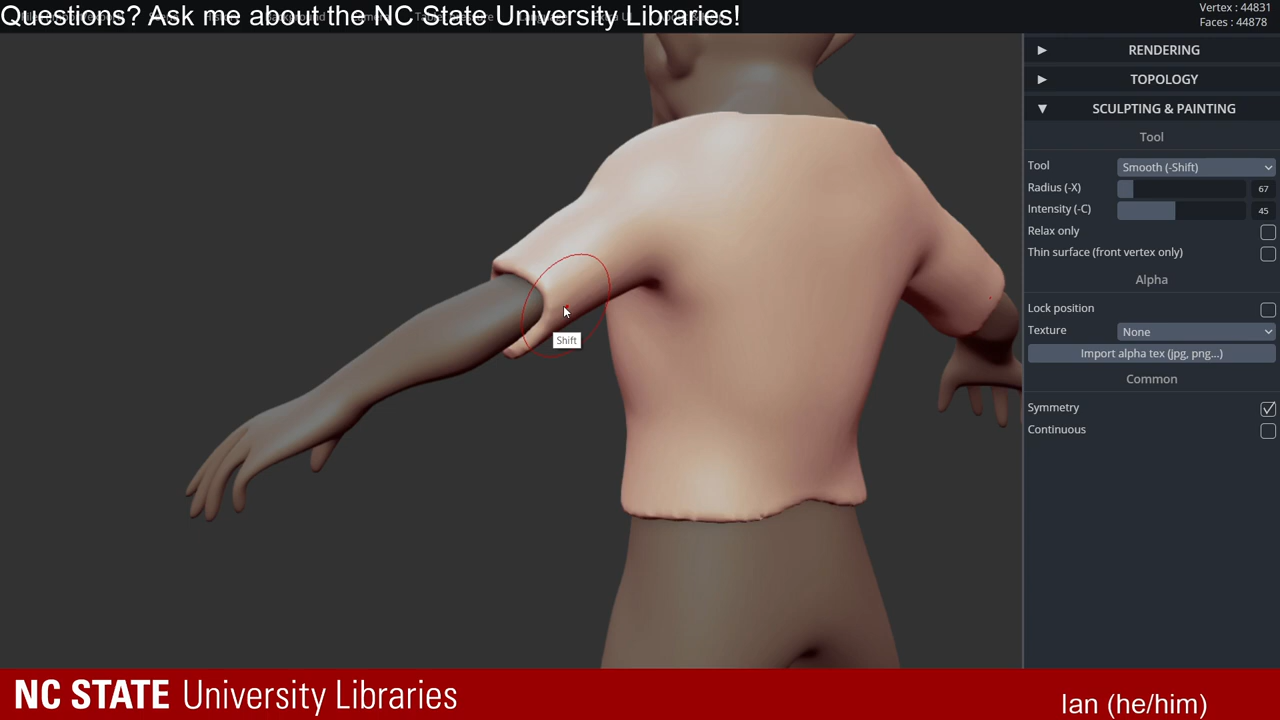 Questions? Ask me about the NC State University Libraries!
Vertex : 44831
Faces : 44878
RENDERING
TOPOLOGY
SCULPTING & PAINTING
Tool
Tool Smooth (-Shift)
Radius (-X) 67
Intensity (-C) 45
Relax only
Thin surface (front vertex only)
Alpha
Lock position
Texture None
Import alpha tex (jpg, png...)
Common
Symmetry
Continuous
Shift
NC STATE University Libraries
Ian (he/him)